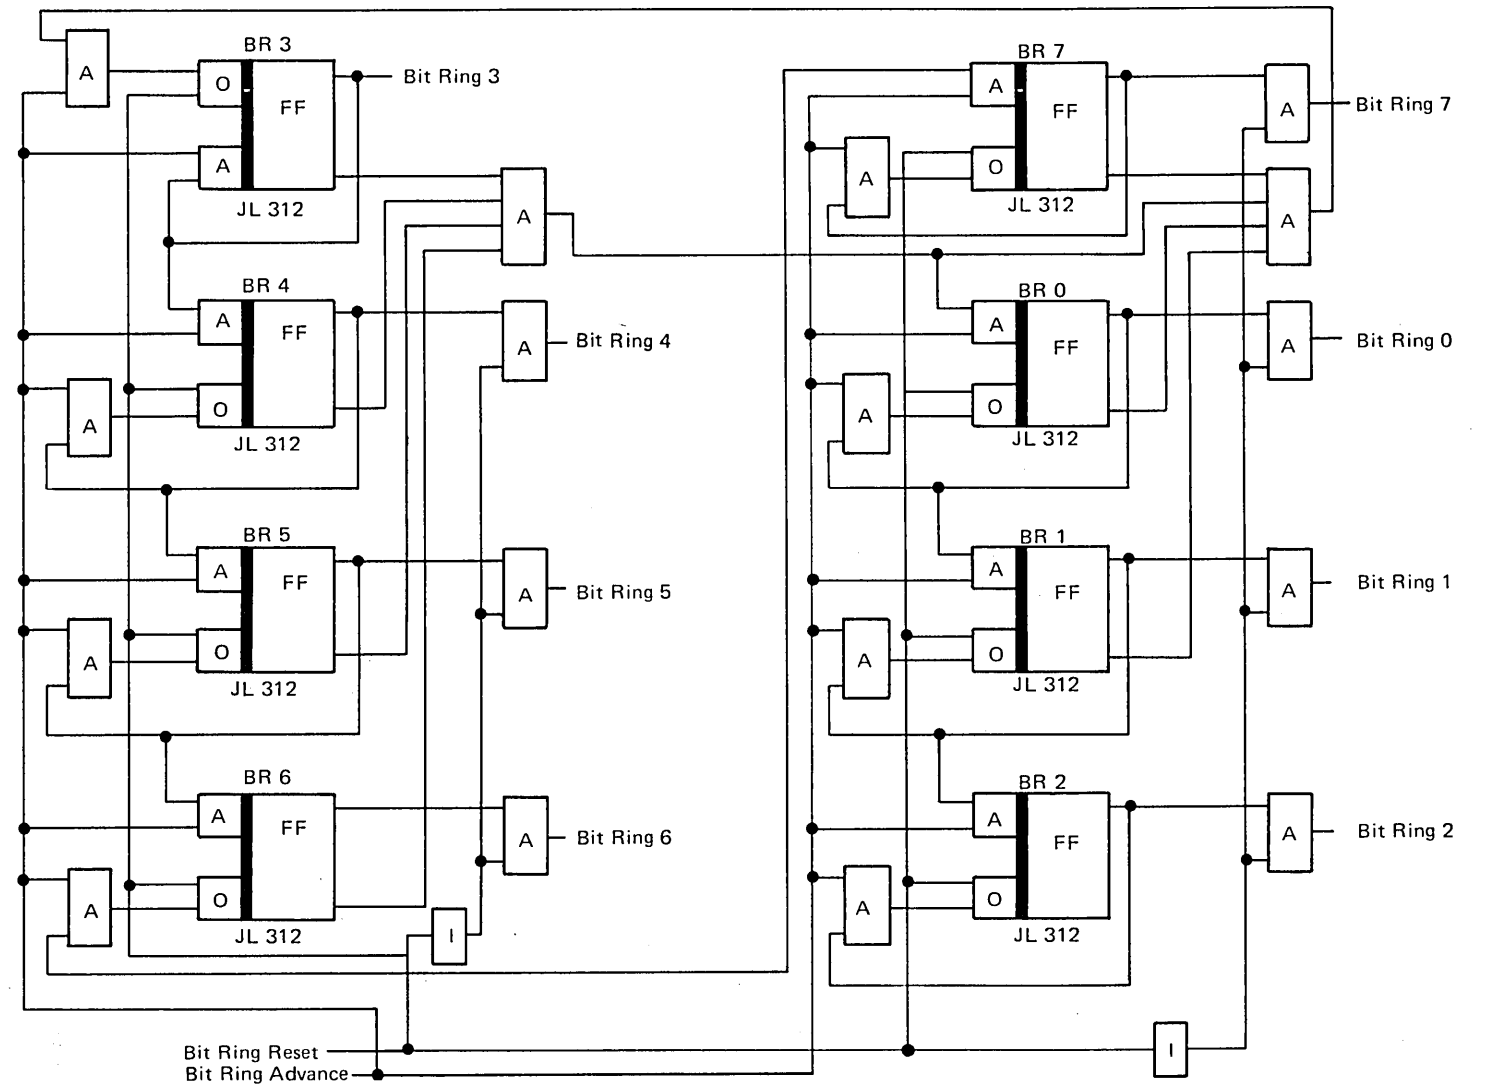 BR 3
A
O
FF
Bit Ring 3
A
JL 312
A
BR 4
A
FF
A
Bit Ring 4
O
A
JL 312
BR 5
A
FF
A
Bit Ring 5
O
A
JL 312
BR 6
A
FF
A
Bit Ring 6
O
A
JL 312
I
BR 7
A
FF
A
Bit Ring 7
O
A
JL 312
A
BR 0
A
FF
A
Bit Ring 0
O
A
JL 312
BR 1
A
FF
A
Bit Ring 1
O
A
JL 312
BR 2
A
FF
A
Bit Ring 2
O
A
JL 312
Bit Ring Reset
I
Bit Ring Advance